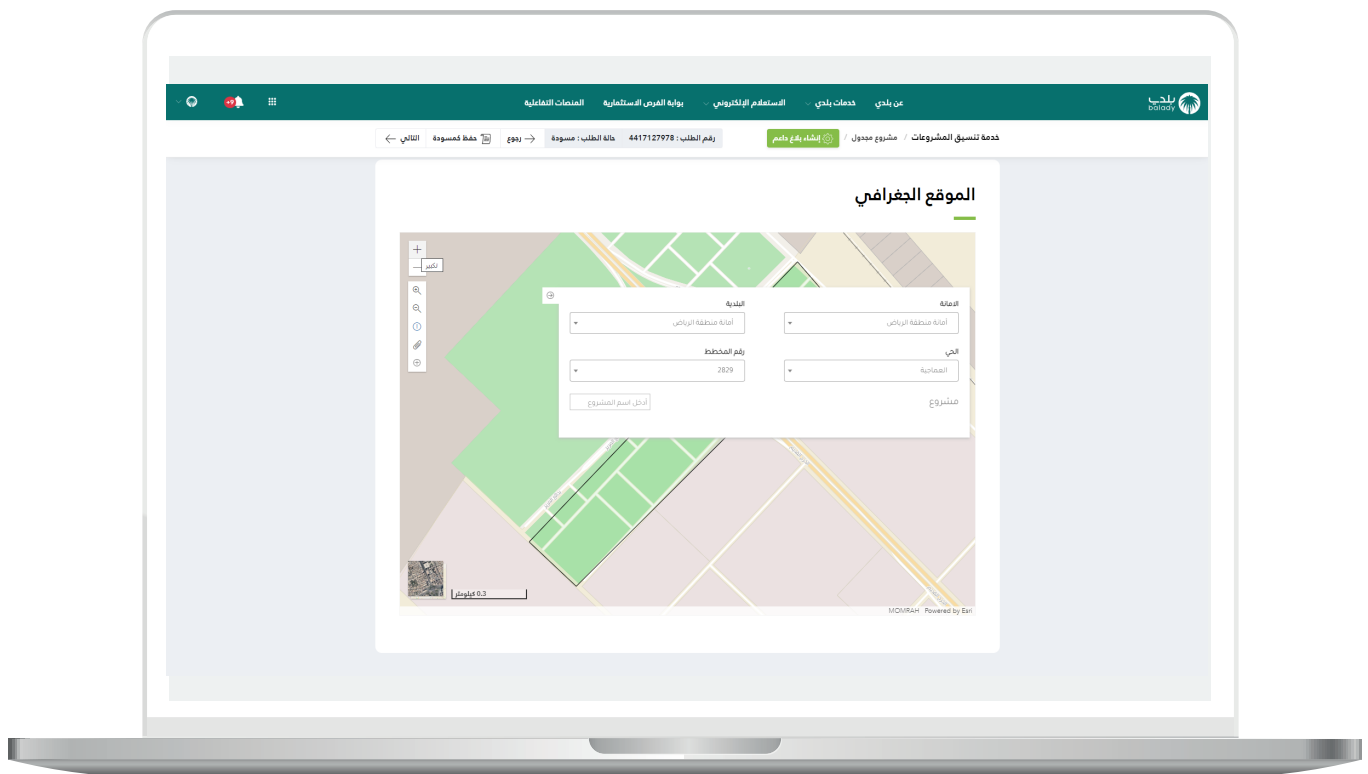 بلدي
balady
عن بلدي
خدمات بلدي
الاستعلام الإلكتروني
بوابة الفرص الاستثمارية
المنصات التفاعلية
+9
خدمة تنسيق المشروعات / مشروع مجدول /
إنشاء بلاغ داعم
رقم الطلب : 4417127978
حالة الطلب : مسودة
رجوع
حفظ كمسودة
التالي
الموقع الجغرافي
تكبير
الامانة
البلدية
أمانة منطقة الرياض
أمانة منطقة الرياض
الحي
رقم المخطط
العماجية
2829
مشروع
أدخل اسم المشروع
0.3 كيلومتر
MOMRAH Powered by Esri